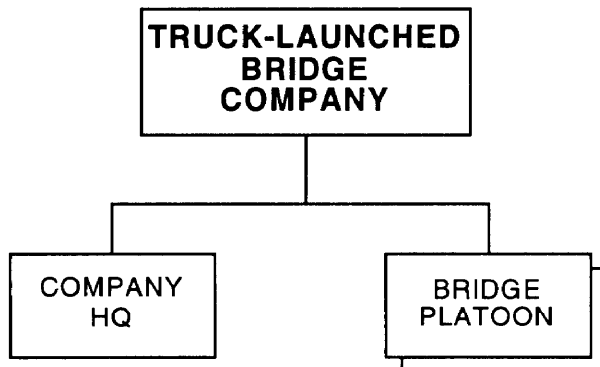 TRUCK-LAUNCHED
BRIDGE
COMPANY
COMPANY
HQ
BRIDGE
PLATOON